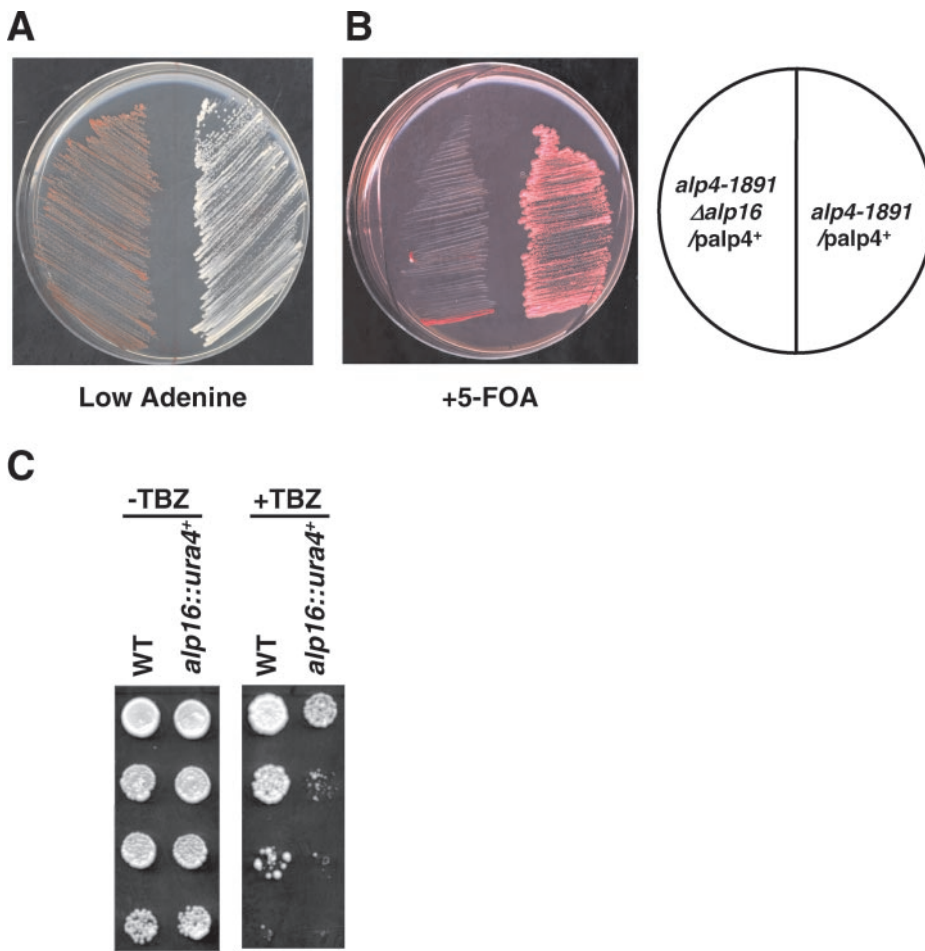 A
B
alp4-1891
Δalp16
/palp4⁺
alp4-1891
/palp4⁺
Low Adenine
+5-FOA
C
-TBZ
+TBZ
WT
alp16::ura4⁺
WT
alp16::ura4⁺